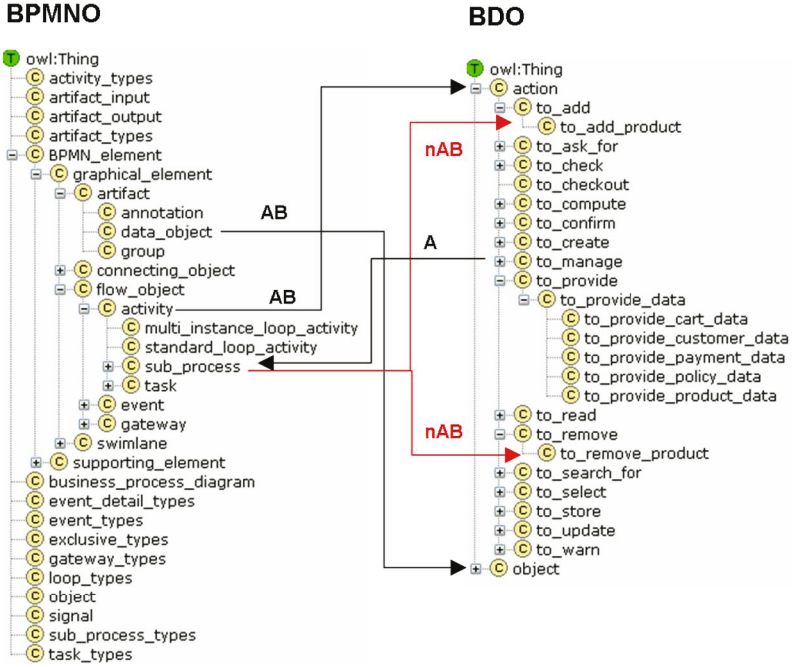 BPMNO
T owl:Thing
C activity_types
C artifact_input
C artifact_output
C artifact_types
C BPMN_element
C graphical_element
C artifact
C annotation
C data_object
C group
C connecting_object
C flow_object
C activity
C multi_instance_loop_activity
C standard_loop_activity
C sub_process
C task
C event
C gateway
C swimlane
C supporting_element
C business_process_diagram
C event_detail_types
C event_types
C exclusive_types
C gateway_types
C loop_types
C object
C signal
C sub_process_types
C task_types
AB
AB
nAB
A
nAB
BDO
T owl:Thing
C action
C to_add
C to_add_product
C to_ask_for
C to_check
C to_checkout
C to_compute
C to_confirm
C to_create
C to_manage
C to_provide
C to_provide_data
C to_provide_cart_data
C to_provide_customer_data
C to_provide_payment_data
C to_provide_policy_data
C to_provide_product_data
C to_read
C to_remove
C to_remove_product
C to_search_for
C to_select
C to_store
C to_update
C to_warn
C object